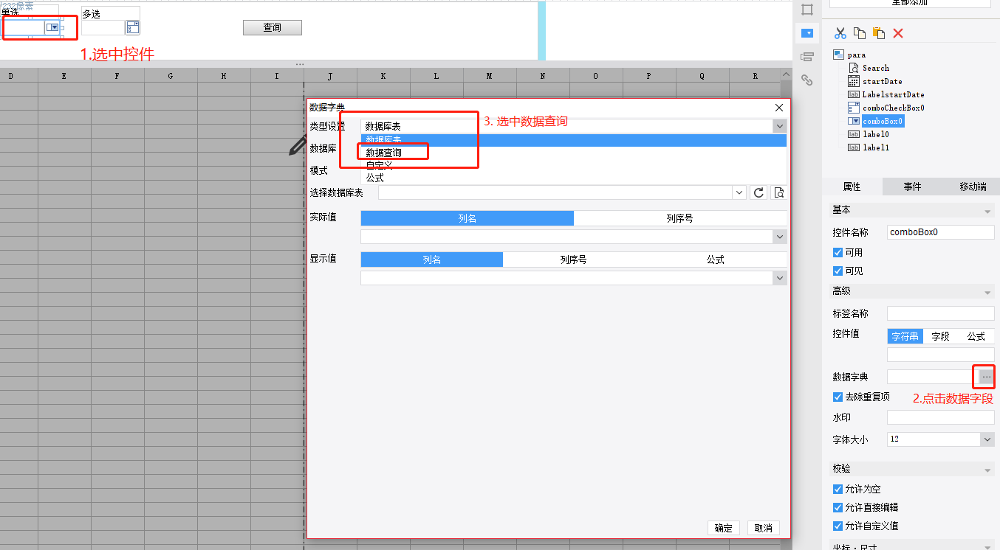 222像素
单选
多选
查询
1.选中控件
D E F G H I J K L M N O P Q R
数据字典
类型设置
数据库表
3. 选中数据查询
数据库表
数据库
数据查询
自定义
模式
公式
选择数据库表
实际值
列名
列序号
显示值
列名
列序号
公式
确定
取消
全部添加
para
Search
startDate
LabelstartDate
comboCheckBox0
comboBox0
label0
label1
属性
事件
移动端
基本
控件名称
comboBox0
可用
可见
高级
标签名称
控件值
字符串
字段
公式
数据字典
...
去除重复项
2.点击数据字段
水印
字体大小
12
校验
允许为空
允许直接编辑
允许自定义值
坐标·尺寸